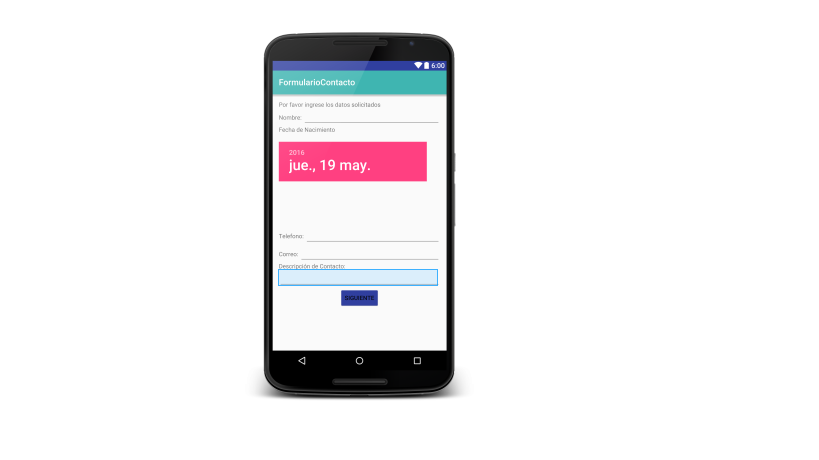 6:00
FormularioContacto
Por favor ingrese los datos solicitados
Nombre:
Fecha de Nacimiento
2016
jue., 19 may.
Telefono:
Correo:
Descripción de Contacto:
SIGUIENTE